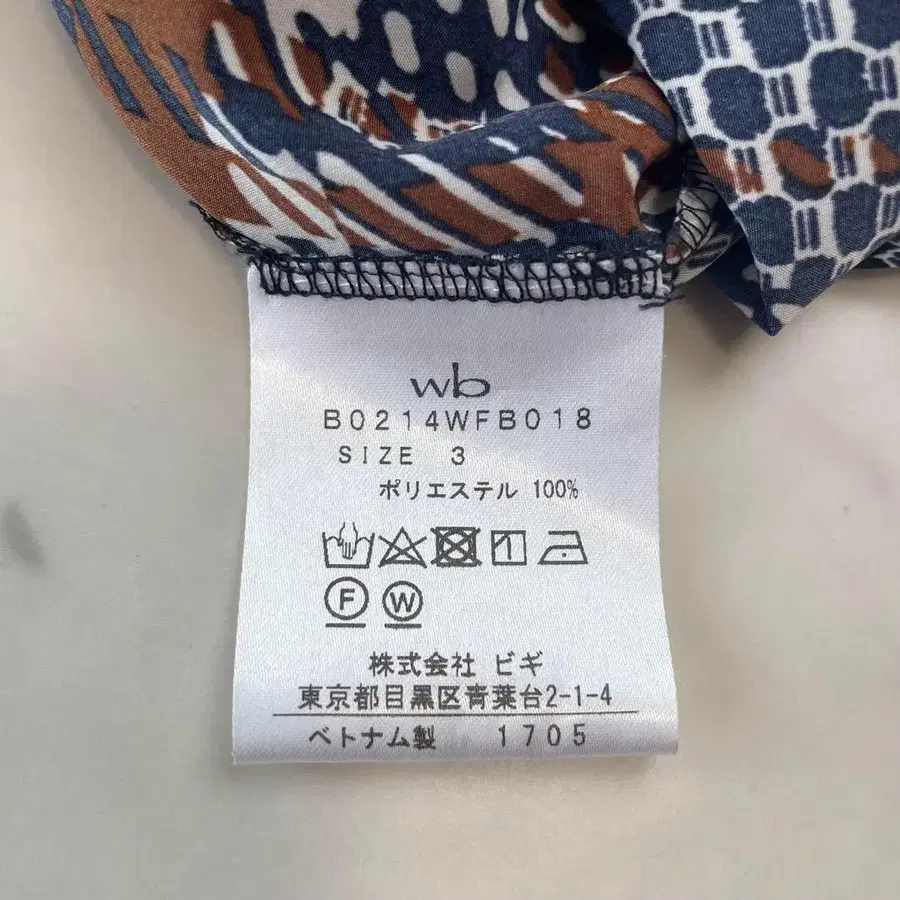 wb
B0214WFB018
SIZE 3
ポリエステル 100%
F W
株式会社 ビギ
東京都目黒区青葉台2-1-4
ベトナム製 1705